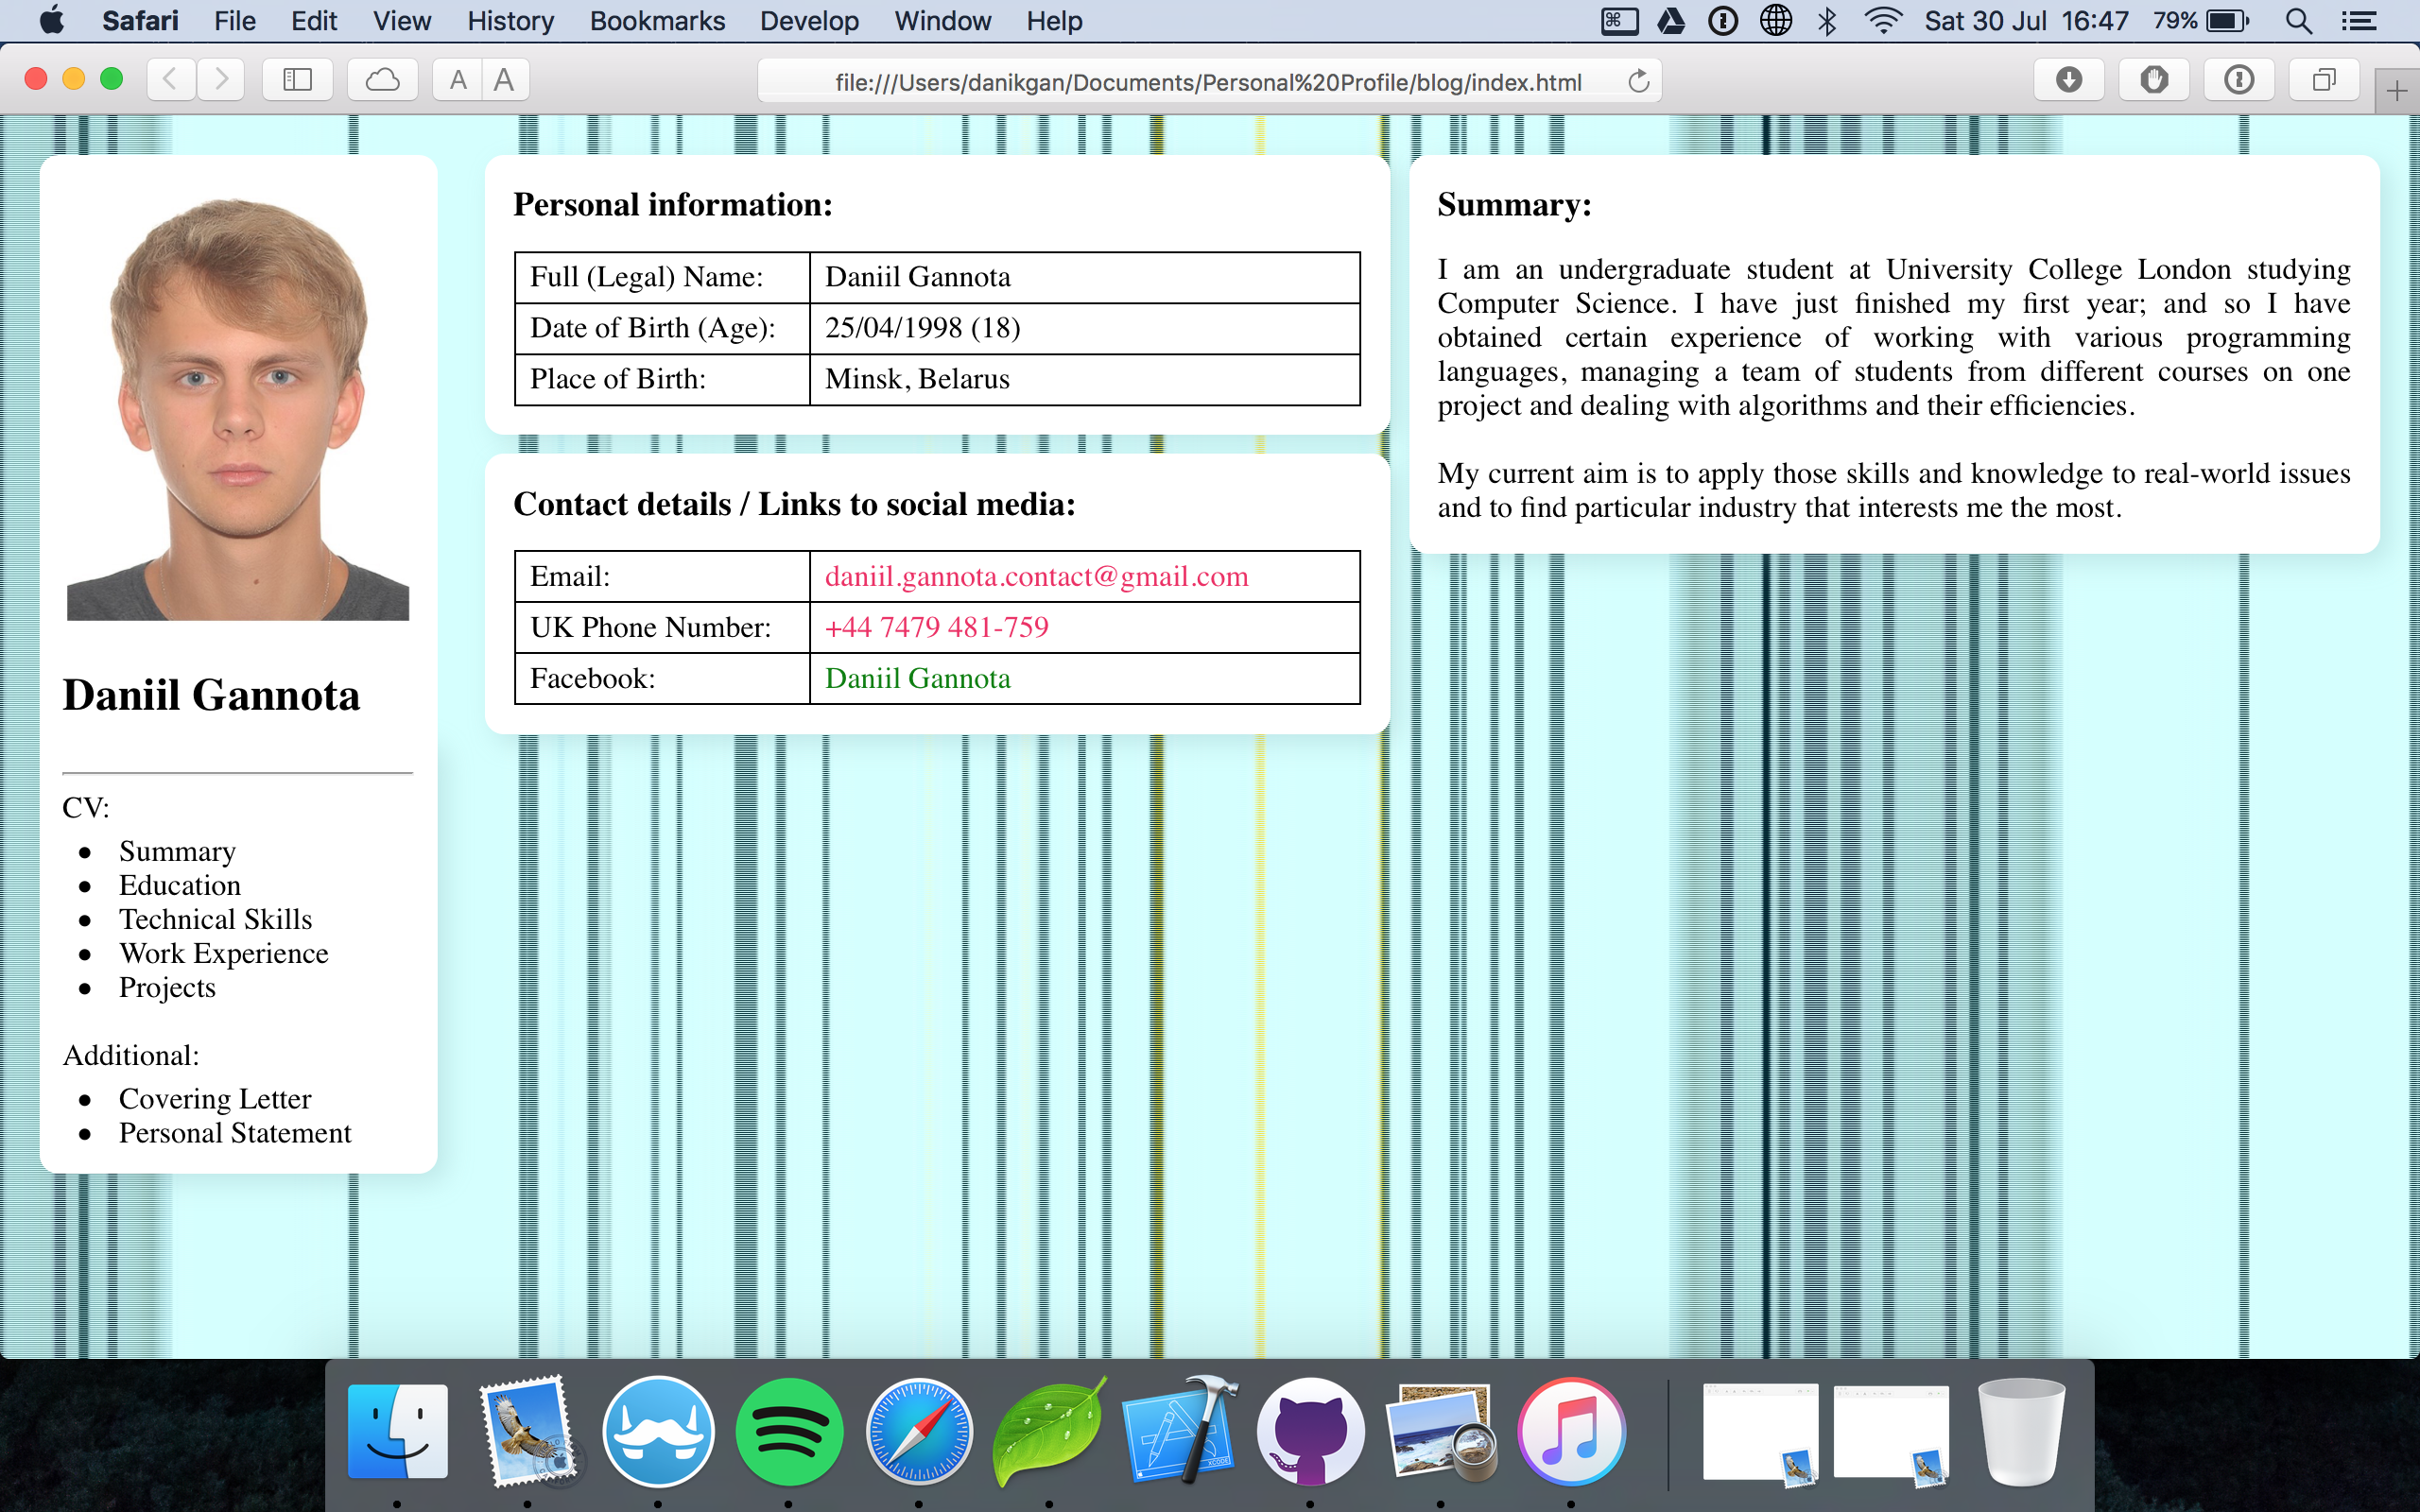 Safari File Edit View History Bookmarks Develop Window Help Sat 30 Jul 16:47 79%
A A file:///Users/danikgan/Documents/Personal%20Profile/blog/index.html
Daniil Gannota
CV:
Summary
Education
Technical Skills
Work Experience
Projects
Additional:
Covering Letter
Personal Statement
Personal information:
Full (Legal) Name: Daniil Gannota
Date of Birth (Age): 25/04/1998 (18)
Place of Birth: Minsk, Belarus
Contact details / Links to social media:
Email: daniil.gannota.contact@gmail.com
UK Phone Number: +44 7479 481-759
Facebook: Daniil Gannota
Summary:
I am an undergraduate student at University College London studying
Computer Science. I have just finished my first year; and so I have
obtained certain experience of working with various programming
languages, managing a team of students from different courses on one
project and dealing with algorithms and their efficiencies.
My current aim is to apply those skills and knowledge to real-world issues
and to find particular industry that interests me the most.
XCODE